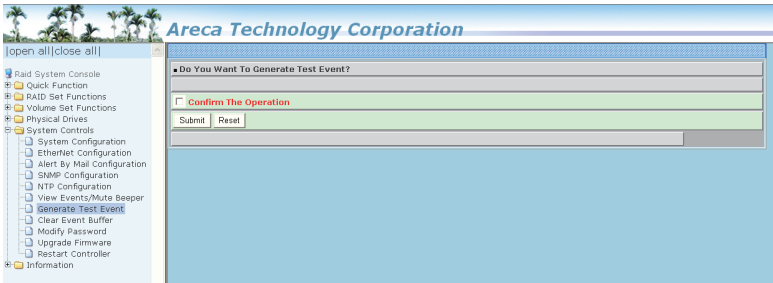 Areca Technology Corporation
|open all|close all|
Raid System Console
Quick Function
RAID Set Functions
Volume Set Functions
Physical Drives
System Controls
System Configuration
EtherNet Configuration
Alert By Mail Configuration
SNMP Configuration
NTP Configuration
View Events/Mute Beeper
Generate Test Event
Clear Event Buffer
Modify Password
Upgrade Firmware
Restart Controller
Information
Do You Want To Generate Test Event?
Confirm The Operation
Submit Reset